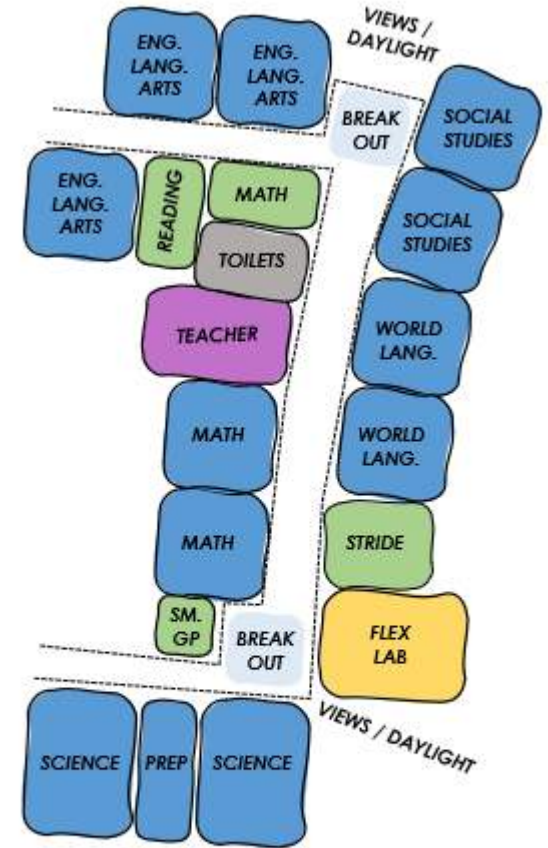 VIEWS /
DAYLIGHT
ENG.
LANG.
ARTS
ENG.
LANG.
ARTS
BREAK
OUT
SOCIAL
STUDIES
ENG.
LANG.
ARTS
READING
MATH
SOCIAL
STUDIES
TOILETS
TEACHER
WORLD
LANG.
MATH
WORLD
LANG.
MATH
STRIDE
SM.
GP
BREAK
OUT
FLEX
LAB
VIEWS / DAYLIGHT
SCIENCE
PREP
SCIENCE